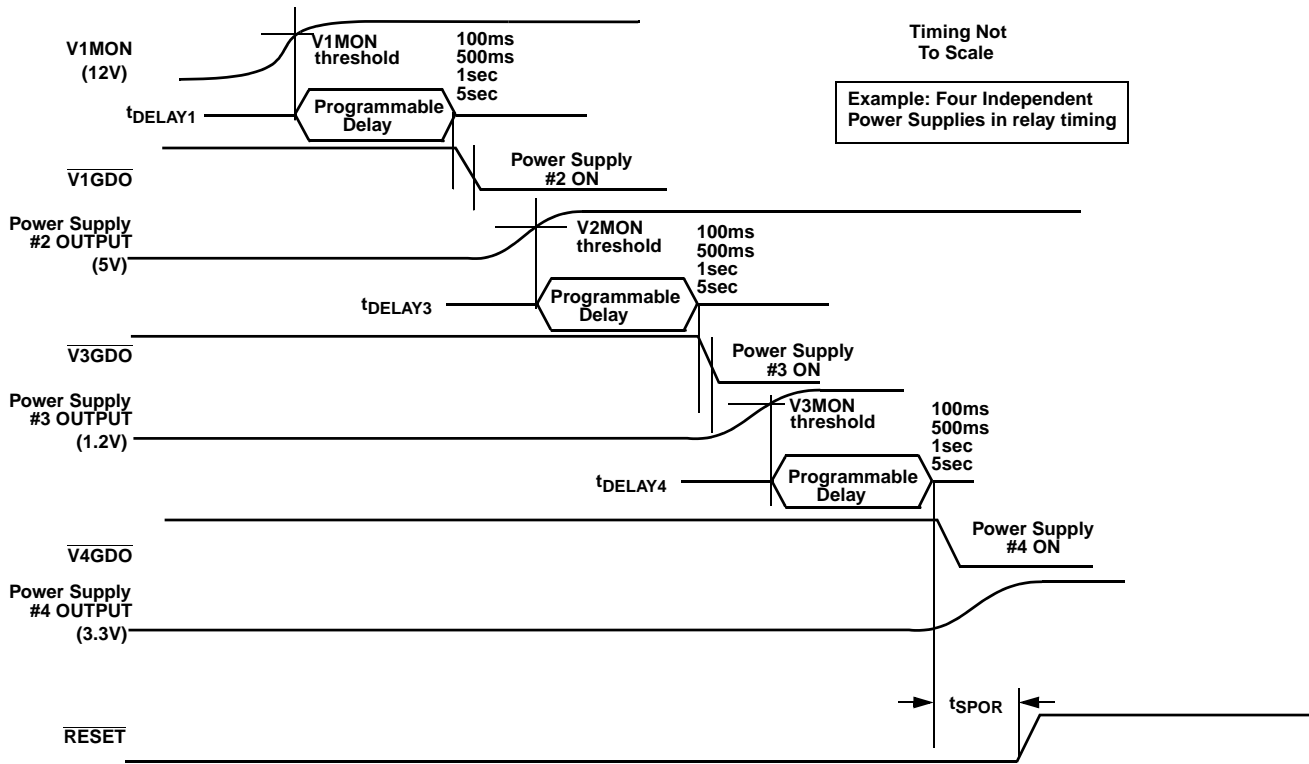 V1MON
(12V)
V1MON
threshold
100ms
500ms
1sec
5sec
Timing Not
To Scale
Example: Four Independent
Power Supplies in relay timing
tDELAY1
Programmable
Delay
V1GDO
Power Supply
#2 ON
Power Supply
#2 OUTPUT
(5V)
V2MON
threshold
100ms
500ms
1sec
5sec
tDELAY3
Programmable
Delay
V3GDO
Power Supply
#3 ON
Power Supply
#3 OUTPUT
(1.2V)
V3MON
threshold
100ms
500ms
1sec
5sec
tDELAY4
Programmable
Delay
V4GDO
Power Supply
#4 ON
Power Supply
#4 OUTPUT
(3.3V)
tSPOR
RESET